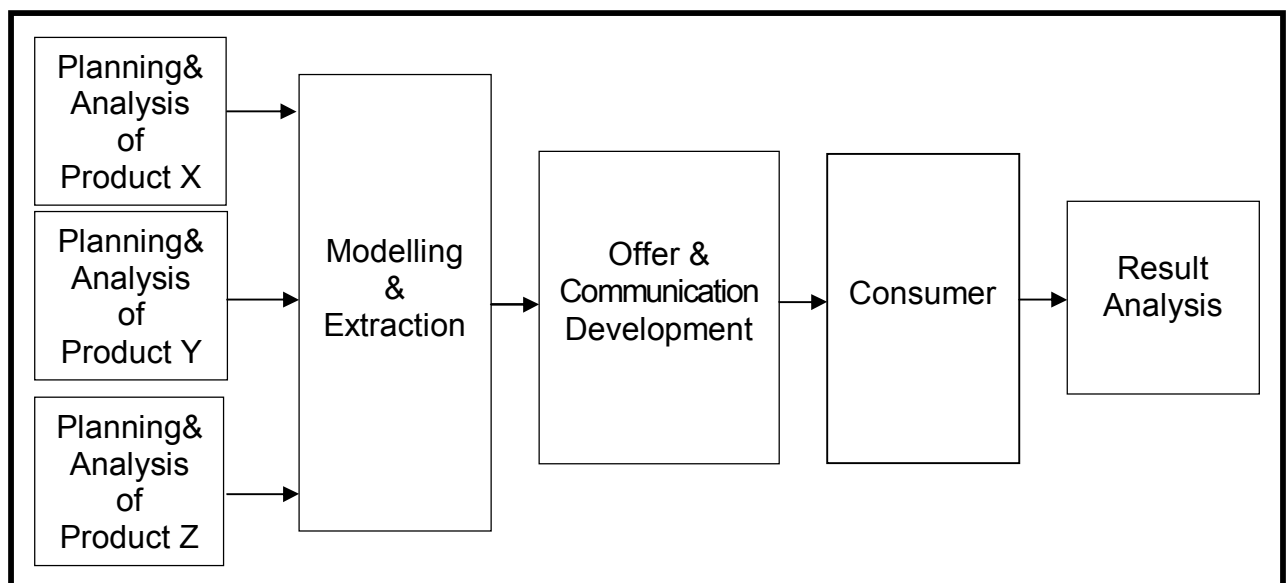 Planning&
Analysis
of
Product X
Planning&
Analysis
of
Product Y
Planning&
Analysis
of
Product Z
Modelling
&
Extraction
Offer &
Communication
Development
Consumer
Result
Analysis